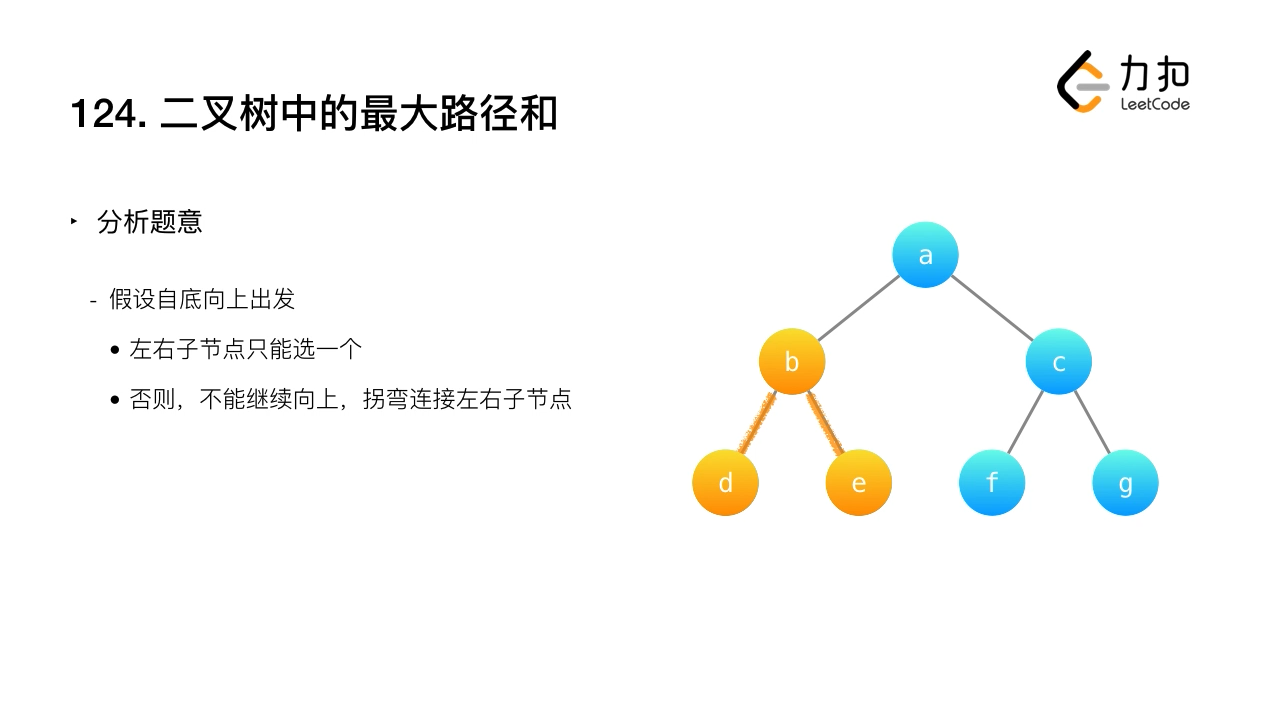 力扣
LeetCode
124. 二叉树中的最大路径和
‣ 分析题意
- 假设自底向上出发
• 左右子节点只能选一个
• 否则，不能继续向上，拐弯连接左右子节点
a
b
c
d
e
f
g